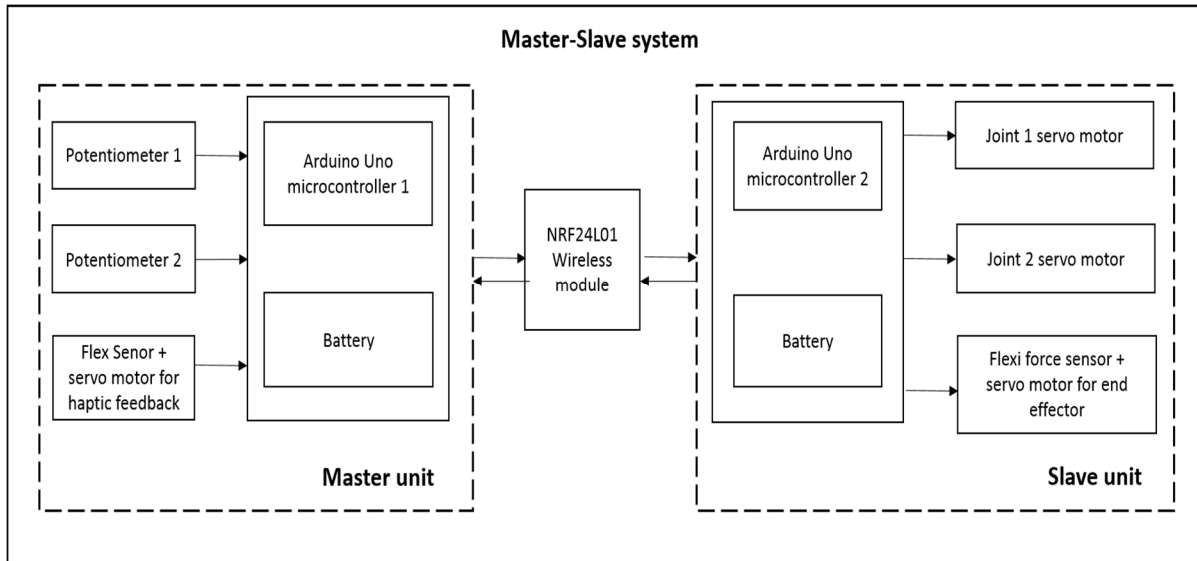 Master-Slave system
Potentiometer 1
Potentiometer 2
Flex Senor +
servo motor for
haptic feedback
Arduino Uno
microcontroller 1
Battery
Master unit
NRF24L01
Wireless
module
Arduino Uno
microcontroller 2
Battery
Joint 1 servo motor
Joint 2 servo motor
Flexi force sensor +
servo motor for end
effector
Slave unit